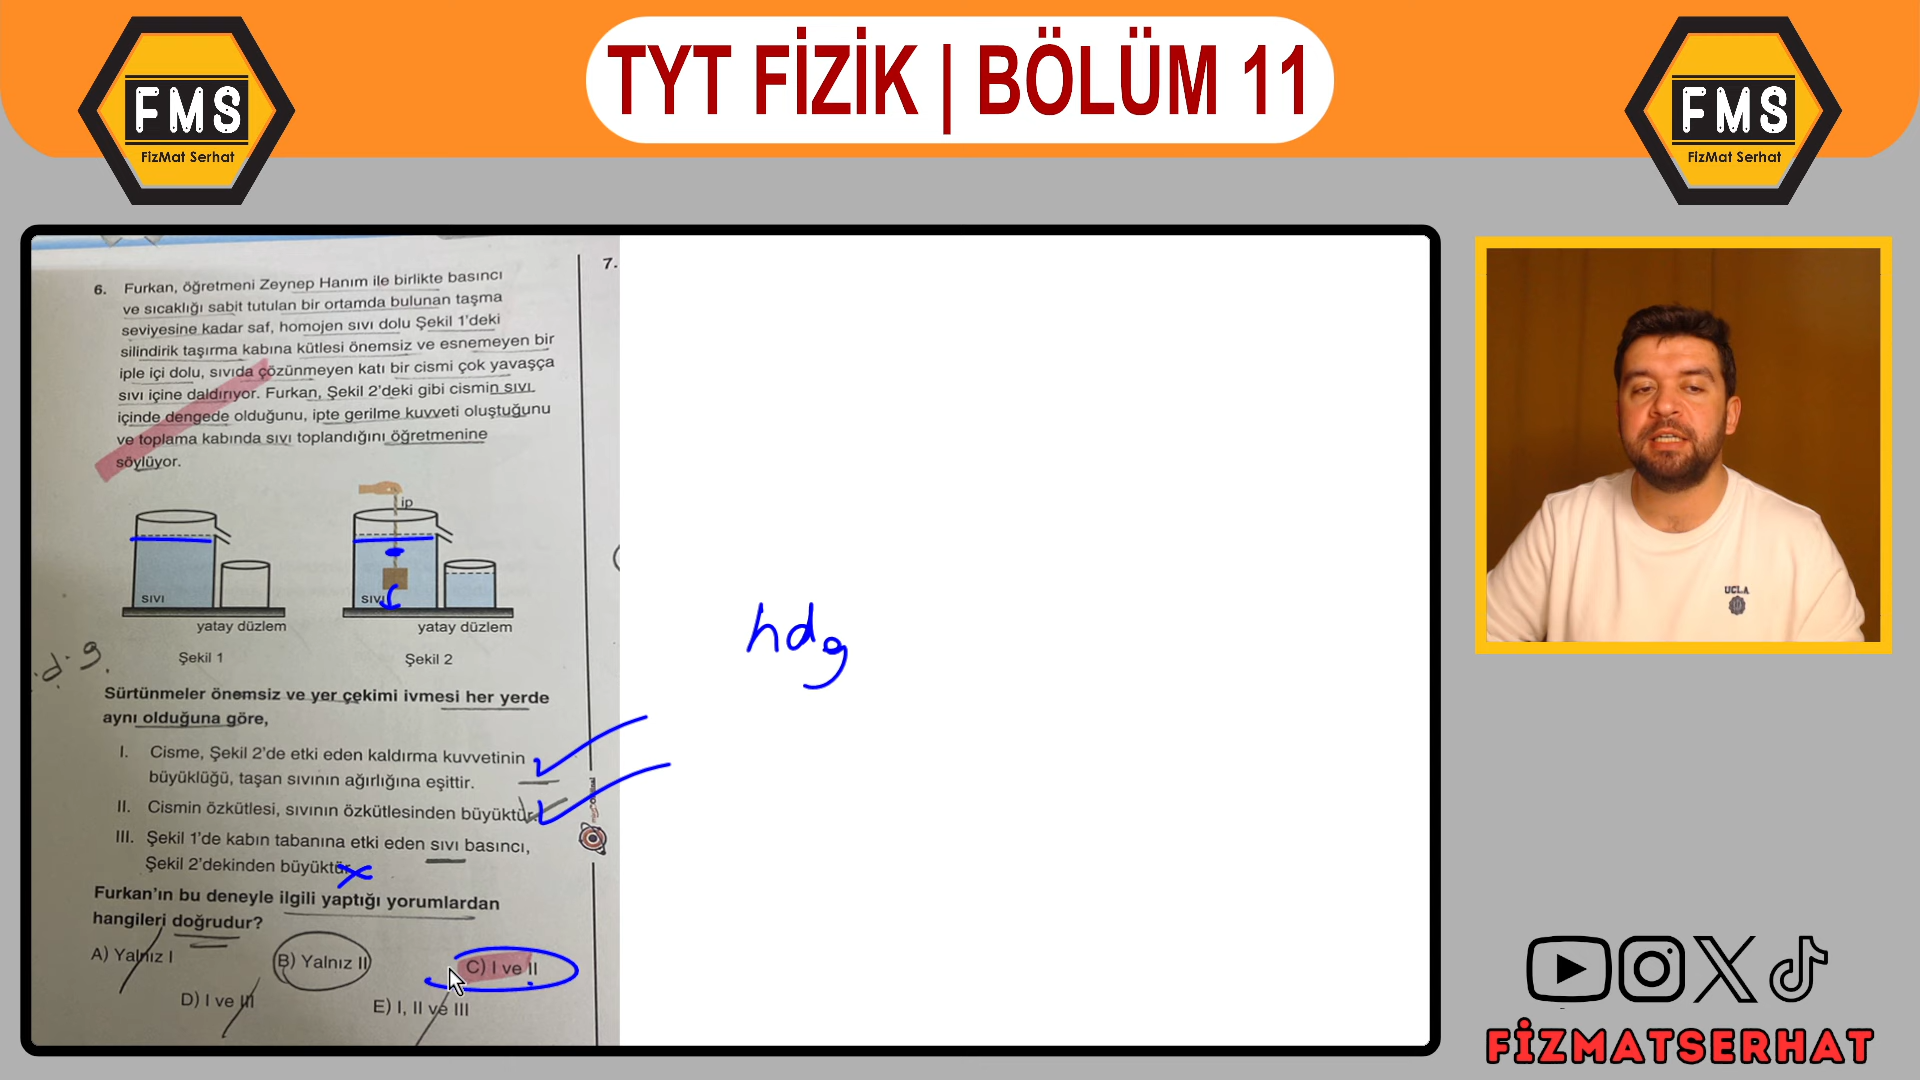 TYT FİZİK | BÖLÜM 11
FMS
FizMat Serhat
FMS
FizMat Serhat
6. Furkan, öğretmeni Zeynep Hanım ile birlikte basıncı
ve sıcaklığı sabit tutulan bir ortamda bulunan taşma
seviyesine kadar saf, homojen sıvı dolu Şekil 1'deki
silindirik taşırma kabına kütlesi önemsiz ve esnemeyen bir
iple içi dolu, sıvıda çözünmeyen katı bir cismi çok yavaşça
sıvı içine daldırıyor. Furkan, Şekil 2'deki gibi cismin sıvı
içinde dengede olduğunu, ipte gerilme kuvveti oluştuğunu
ve toplama kabında sıvı toplandığını öğretmenine
söylüyor.
7.
ip
sıvı
sıvı
yatay düzlem
yatay düzlem
Şekil 1
Şekil 2
d.g.
hdg
Sürtünmeler önemsiz ve yer çekimi ivmesi her yerde
aynı olduğuna göre,
I. Cisme, Şekil 2'de etki eden kaldırma kuvvetinin
büyüklüğü, taşan sıvının ağırlığına eşittir.
II. Cismin özkütlesi, sıvının özkütlesinden büyüktür.
III. Şekil 1'de kabın tabanına etki eden sıvı basıncı,
Şekil 2'dekinden büyüktür.
Furkan'ın bu deneyle ilgili yaptığı yorumlardan
hangileri doğrudur?
A) Yalnız I
B) Yalnız II
C) I ve II
D) I ve III
E) I, II ve III
UCLA
FİZMATSERHAT